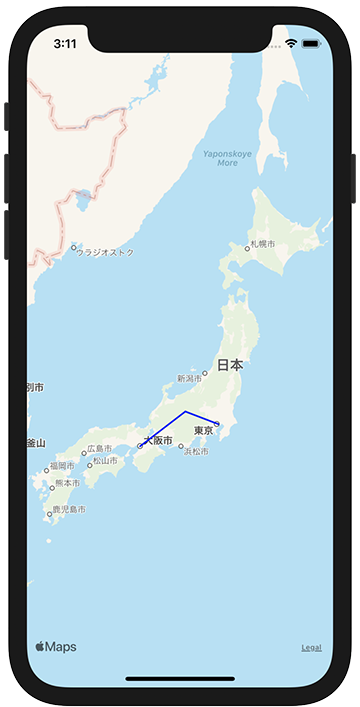 3:11
Yaponskoye
More
札幌市
ウラジオストク
日本
新潟市
別市
東京
大阪市
釜山
広島市
浜松市
福岡市
松山市
熊本市
鹿児島市
Maps
Legal